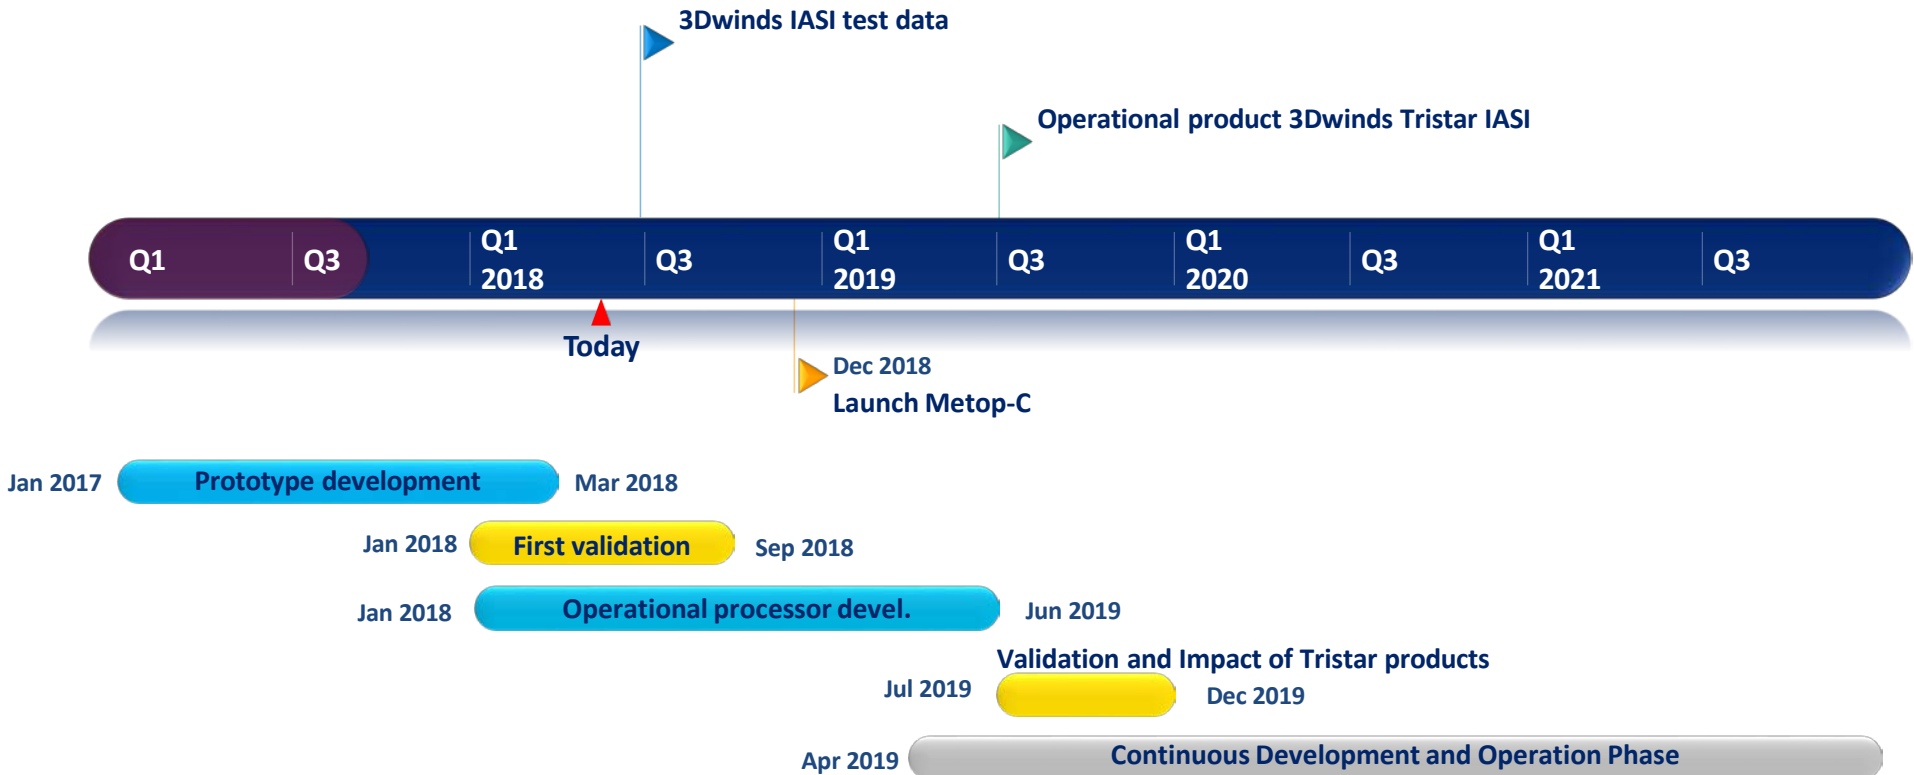 3Dwinds IASI test data
Operational product 3Dwinds Tristar IASI
Q1
Q3
Q1
2018
Q3
Q1
2019
Q3
Q1
2020
Q3
Q1
2021
Q3
Today
Dec 2018
Launch Metop-C
Jan 2017
Prototype development
Mar 2018
Jan 2018
First validation
Sep 2018
Jan 2018
Operational processor devel.
Jun 2019
Validation and Impact of Tristar products
Jul 2019
Dec 2019
Apr 2019
Continuous Development and Operation Phase